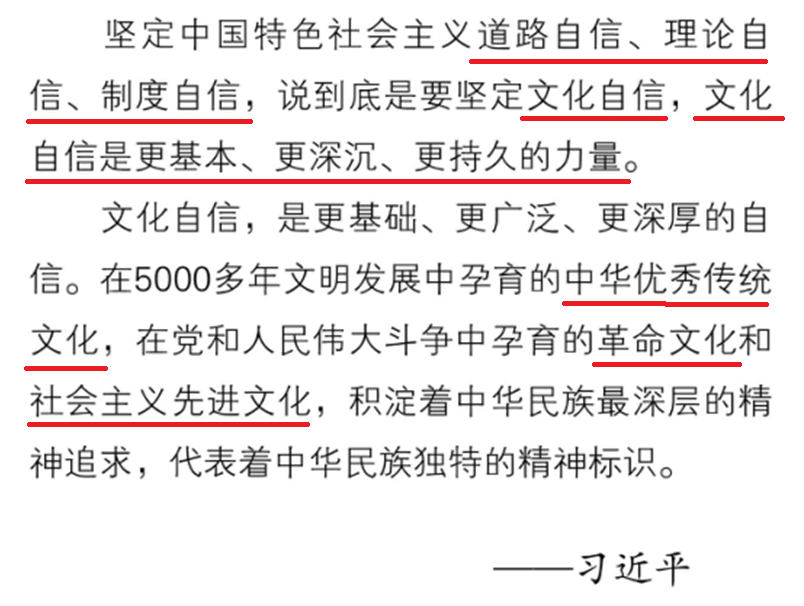 坚定中国特色社会主义道路自信、理论自
信、制度自信，说到底是要坚定文化自信，文化
自信是更基本、更深沉、更持久的力量。
文化自信，是更基础、更广泛、更深厚的自
信。在5000多年文明发展中孕育的中华优秀传统
文化，在党和人民伟大斗争中孕育的革命文化和
社会主义先进文化，积淀着中华民族最深层的精
神追求，代表着中华民族独特的精神标识。
——习近平